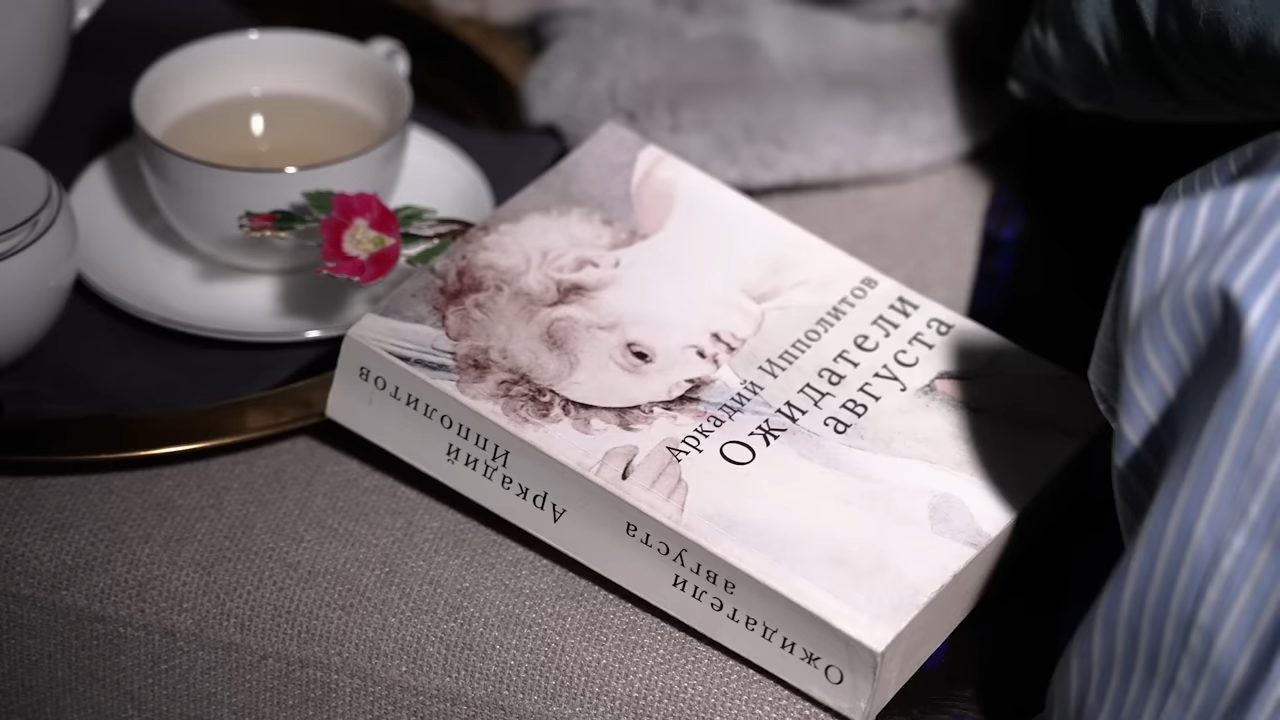 Аркадий Ипполитов
Ожидатели
августа
Аркадий
Ипполитов
Ожидатели
августа